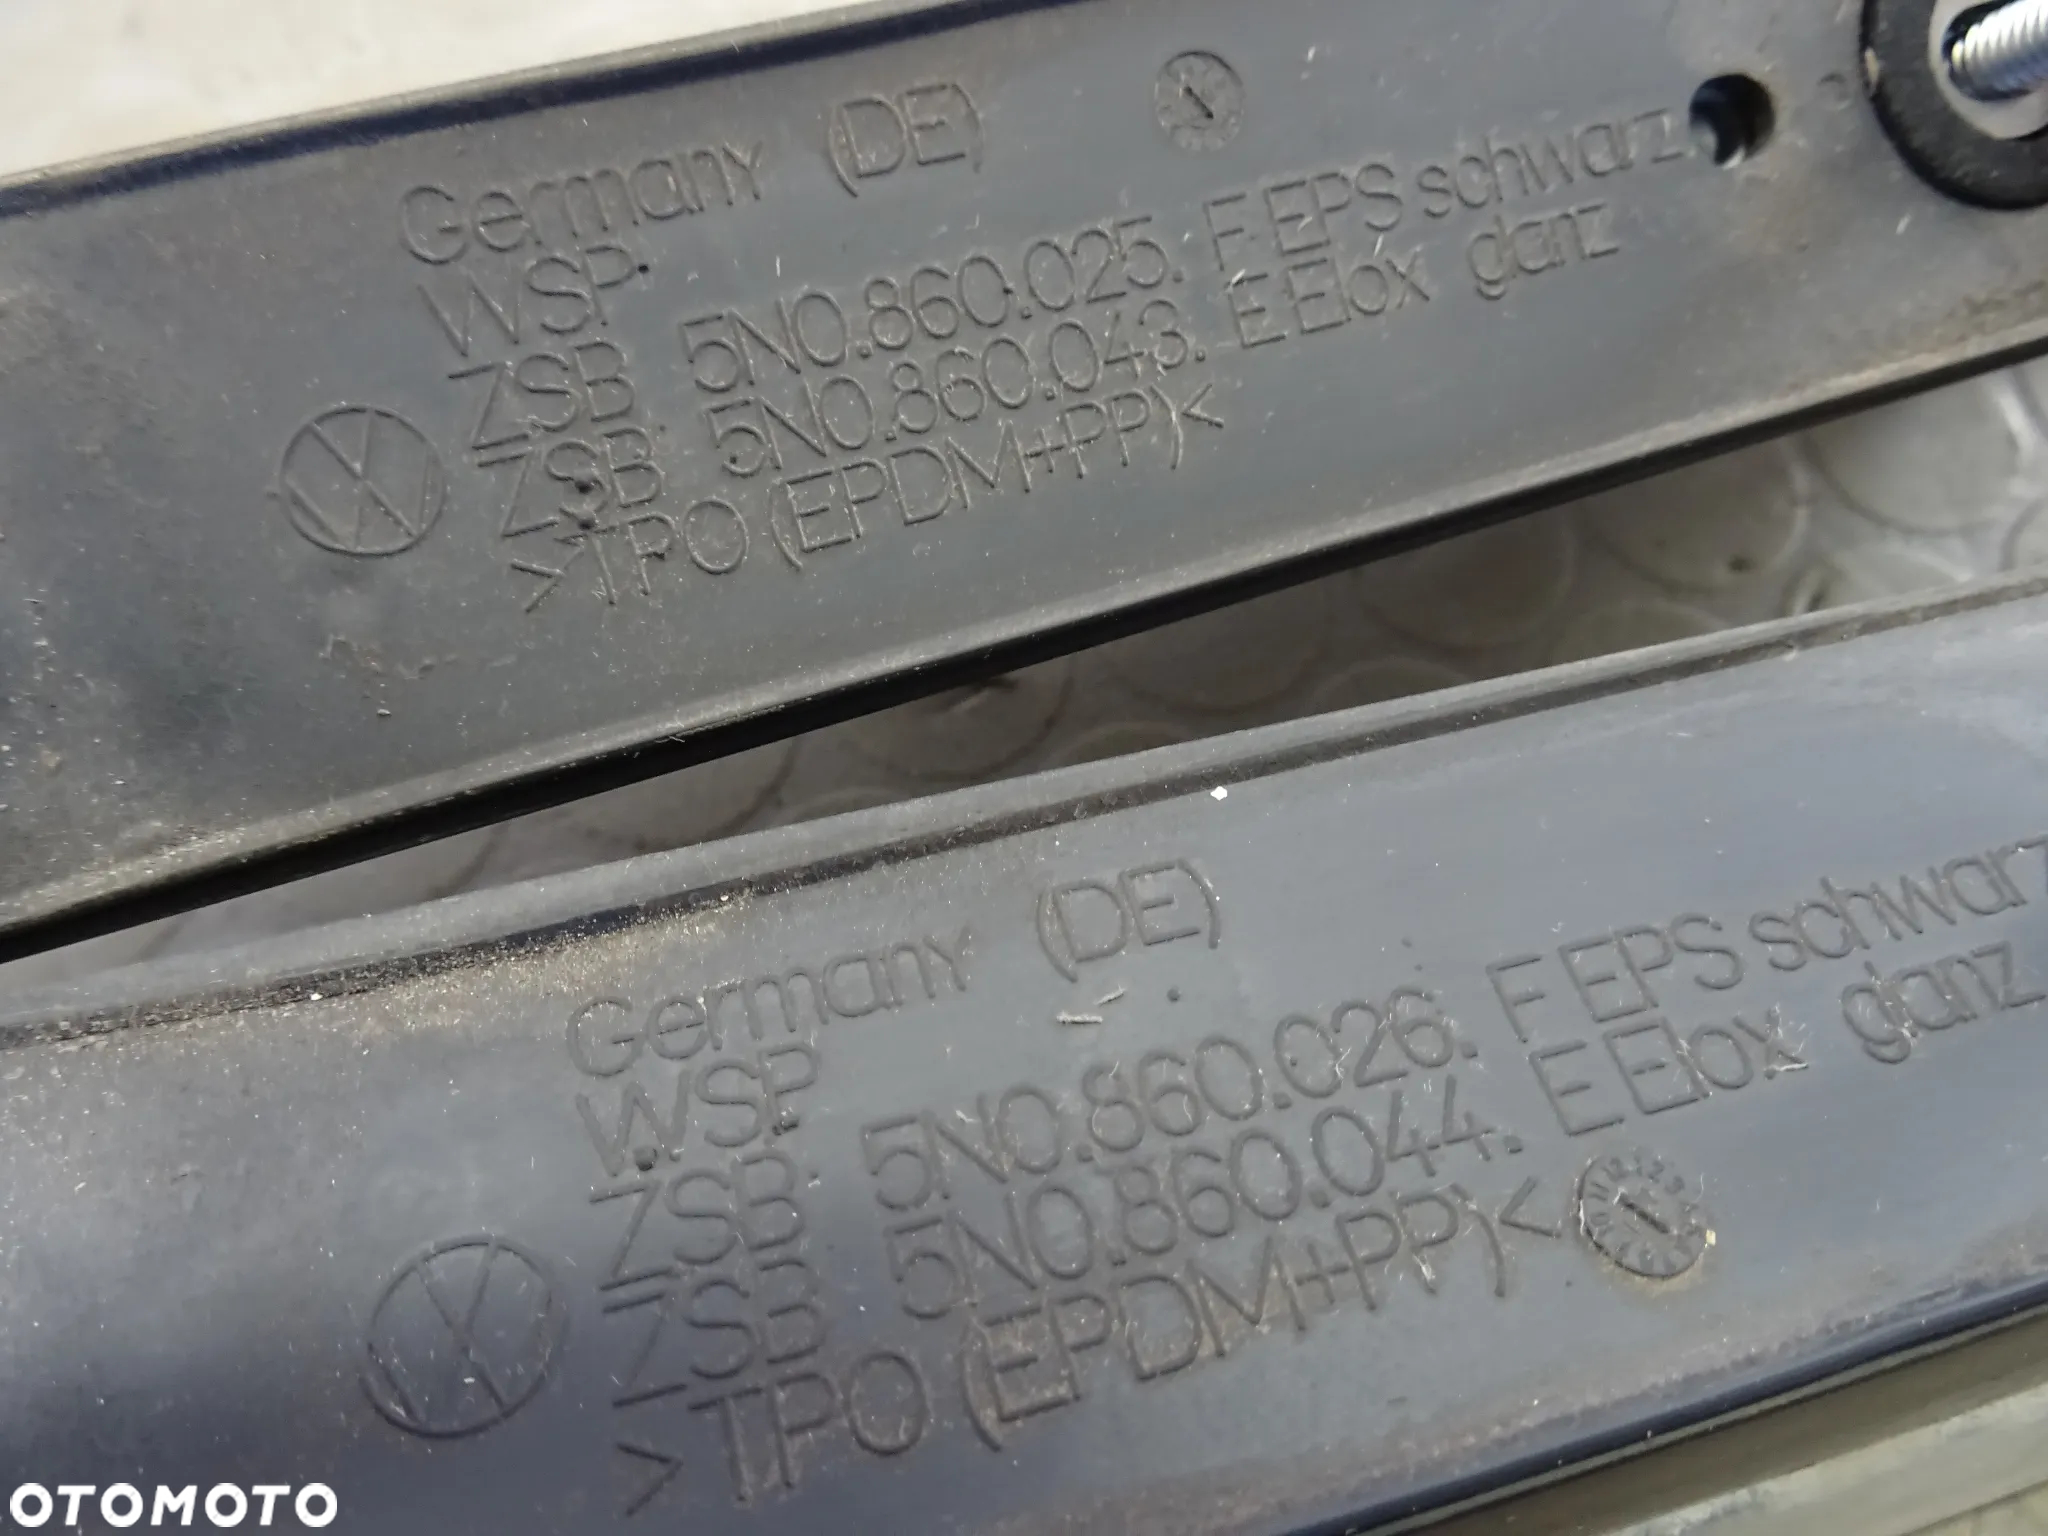 Germany (DE)
WSP
ZSB. 5N0.860.025. F EPS schwarz
ZSB. 5N0.860.043. E Elox glanz
>TPO (EPDM+PP)<
Germany (DE)
WSP
ZSB. 5N0.860.026. F EPS schwarz
ZSB 5N0.860.044. E Elox glanz
>TPO (EPDM+PP)<
OTOMOTO